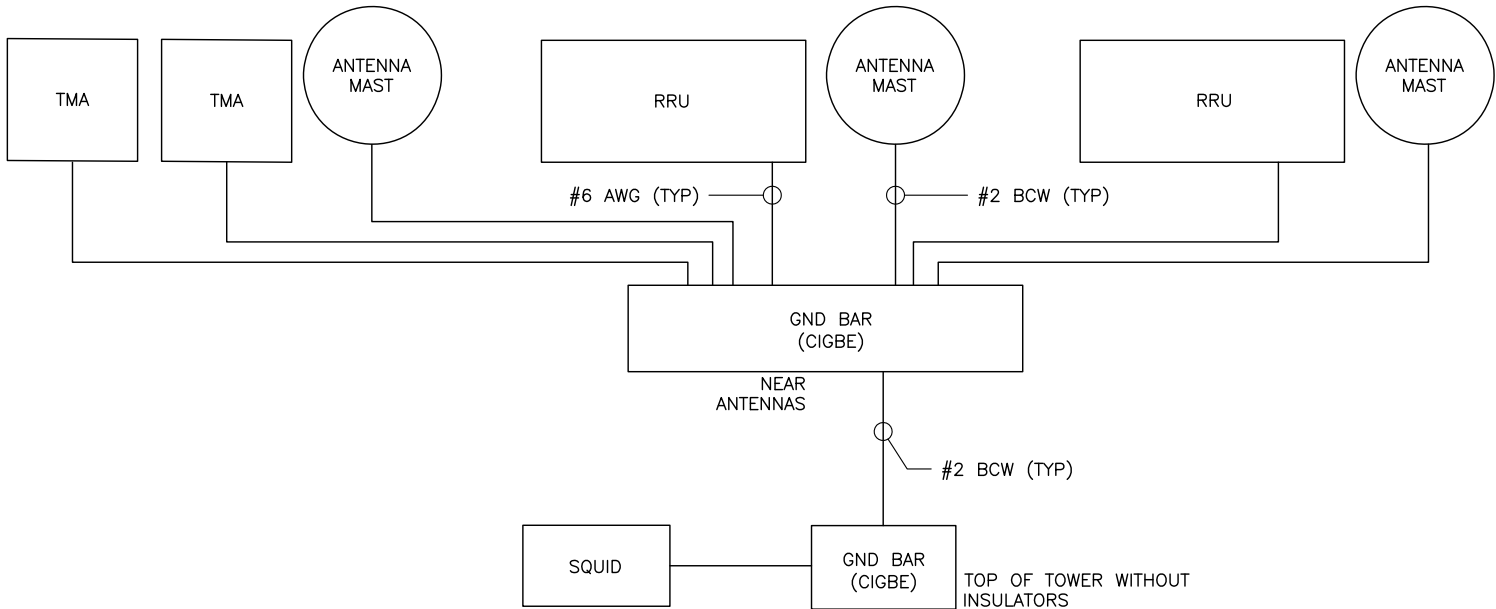 TMA
TMA
ANTENNA
MAST
RRU
ANTENNA
MAST
RRU
ANTENNA
MAST
#6 AWG (TYP)
#2 BCW (TYP)
GND BAR
(CIGBE)
NEAR
ANTENNAS
#2 BCW (TYP)
SQUID
GND BAR
(CIGBE)
TOP OF TOWER WITHOUT
INSULATORS